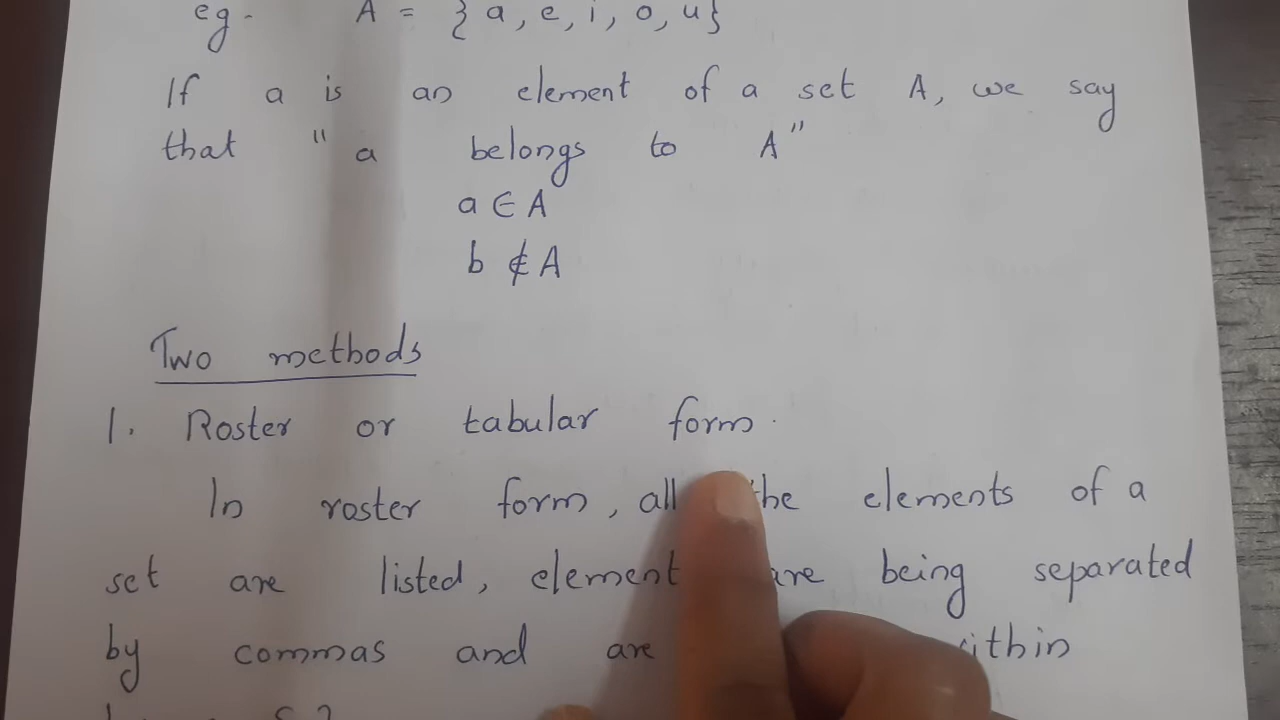 eg. A = {a, e, i, o, u}
If a is an element of a set A, we say
that "a belongs to A"
a ∈ A
b ∉ A
Two methods
1. Roster or tabular form.
In roster form, all the elements of a
set are listed, element are being separated
by commas and are within